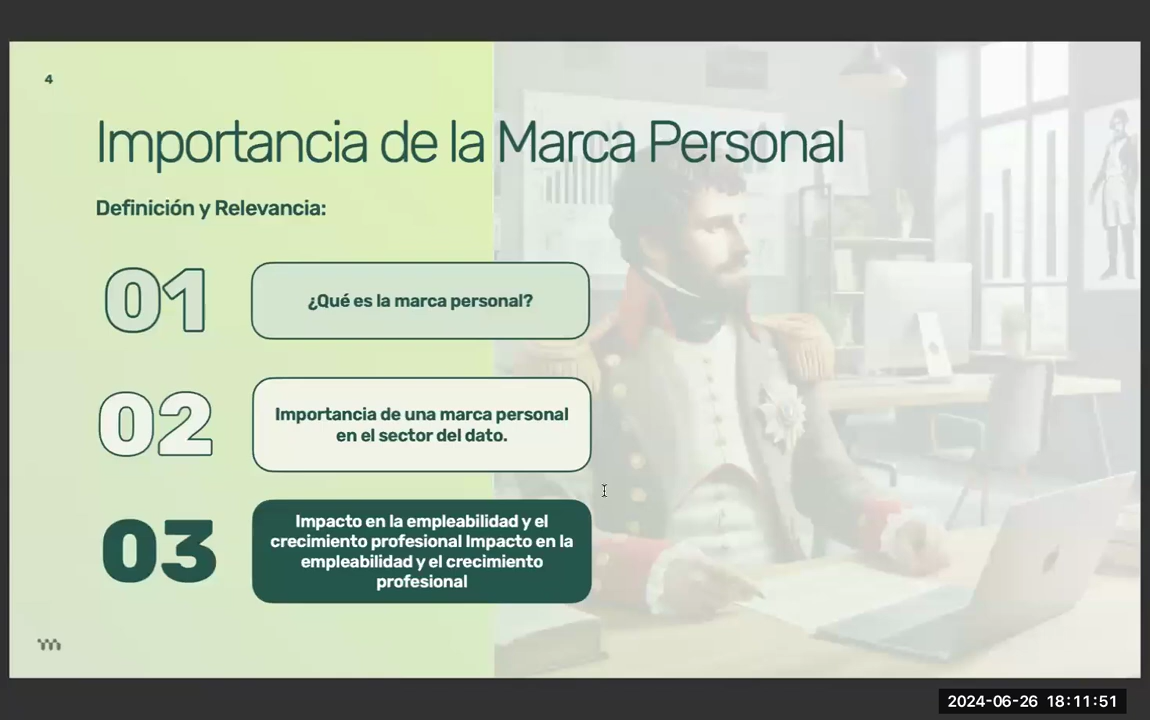 4
Importancia de la Marca Personal
Definición y Relevancia:
01
¿Qué es la marca personal?
02
Importancia de una marca personal
en el sector del dato.
03
Impacto en la empleabilidad y el
crecimiento profesional Impacto en la
empleabilidad y el crecimiento
profesional
2024-06-26 18:11:51